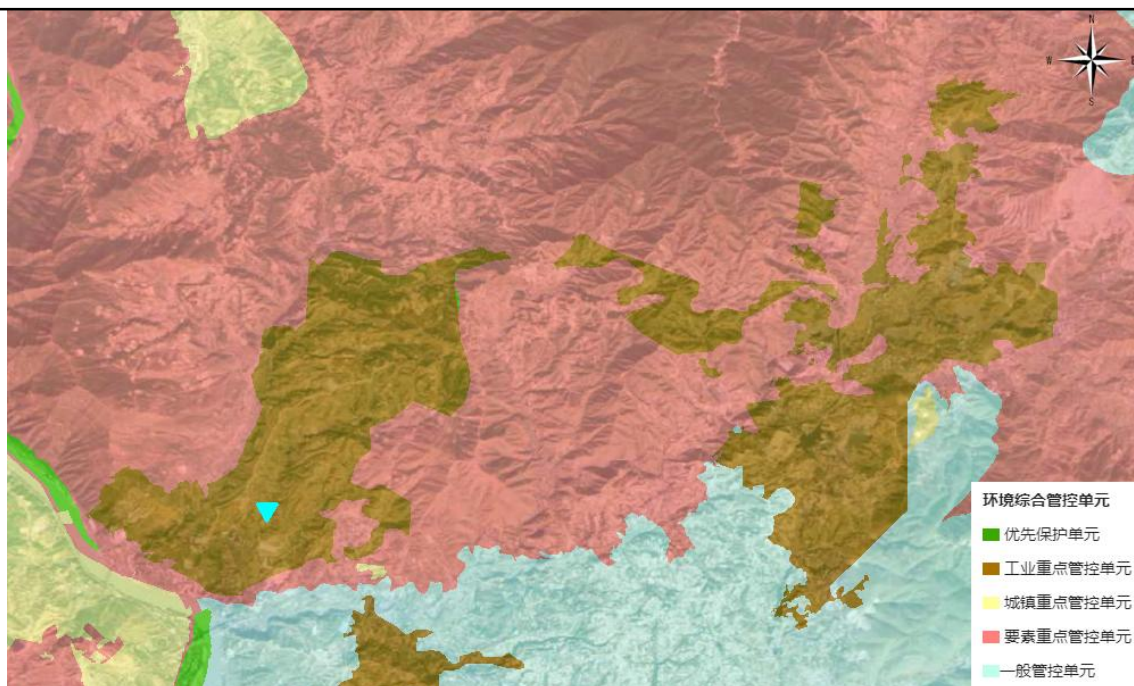 N
W
S
环境综合管控单元
优先保护单元
工业重点管控单元
城镇重点管控单元
要素重点管控单元
一般管控单元